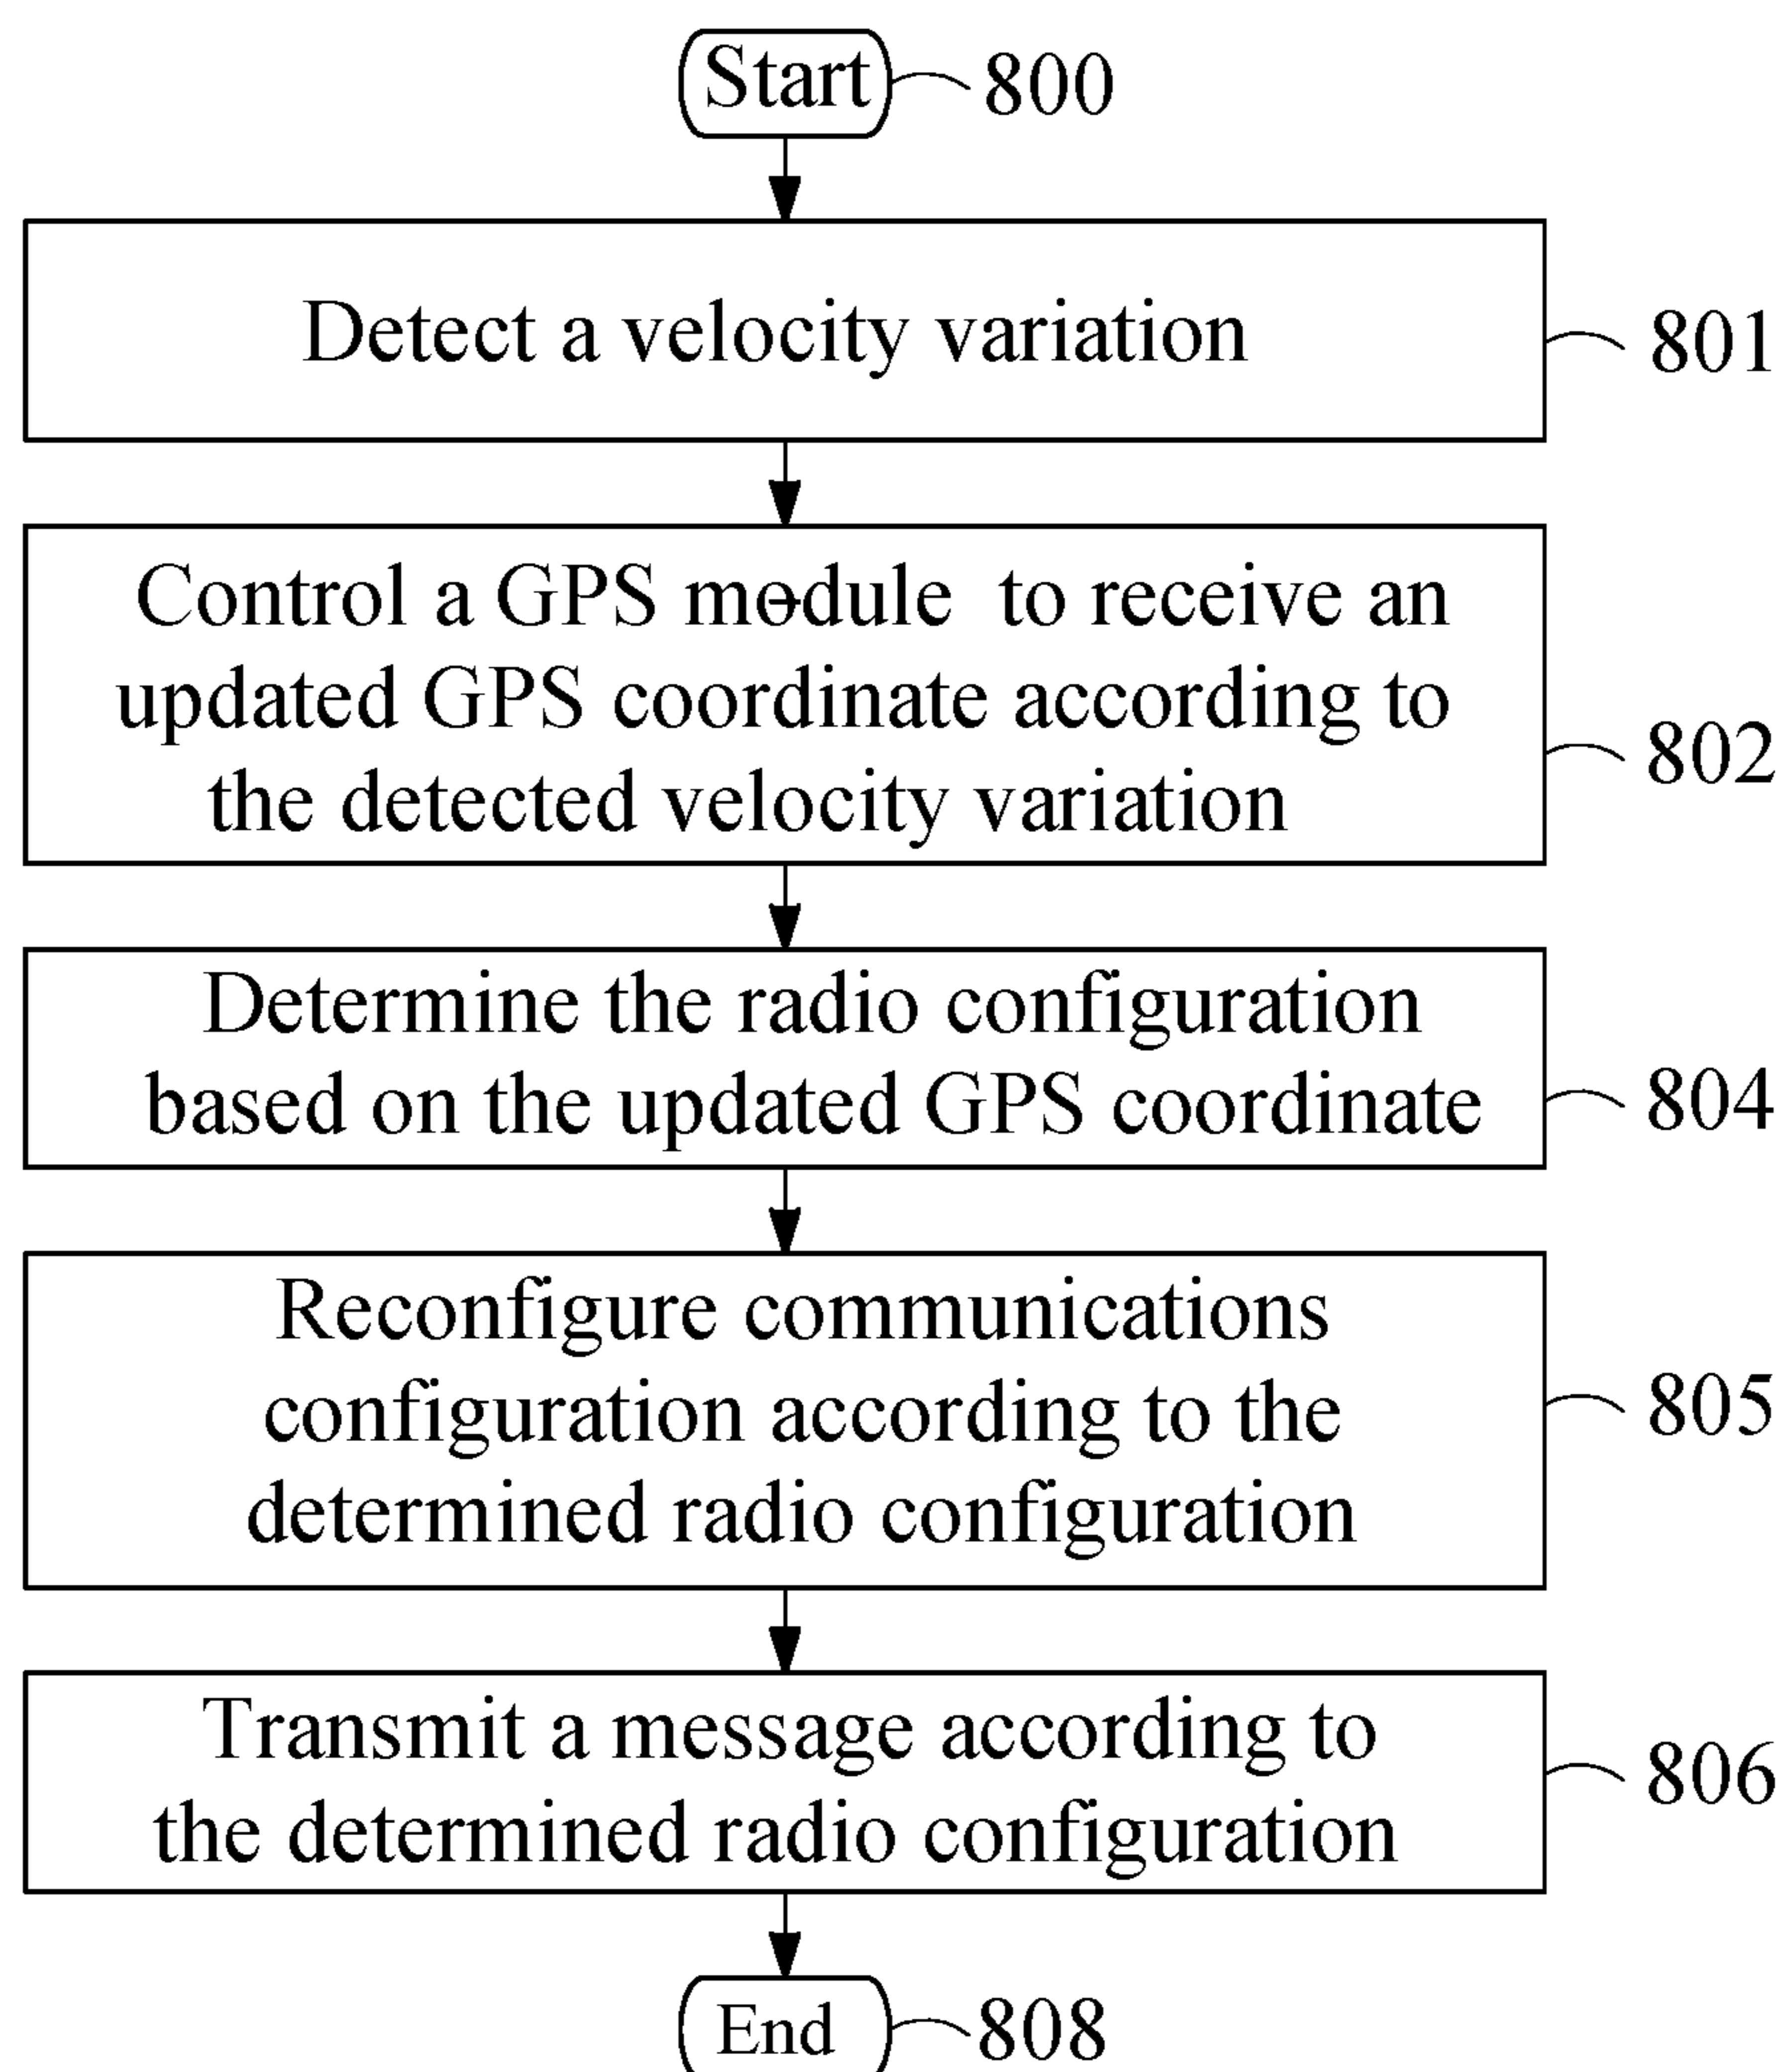 Start 800
Detect a velocity variation 801
Control a GPS module to receive an
updated GPS coordinate according to
the detected velocity variation
802
Determine the radio configuration
based on the updated GPS coordinate
804
Reconfigure communications
configuration according to the
determined radio configuration
805
Transmit a message according to
the determined radio configuration
806
End 808